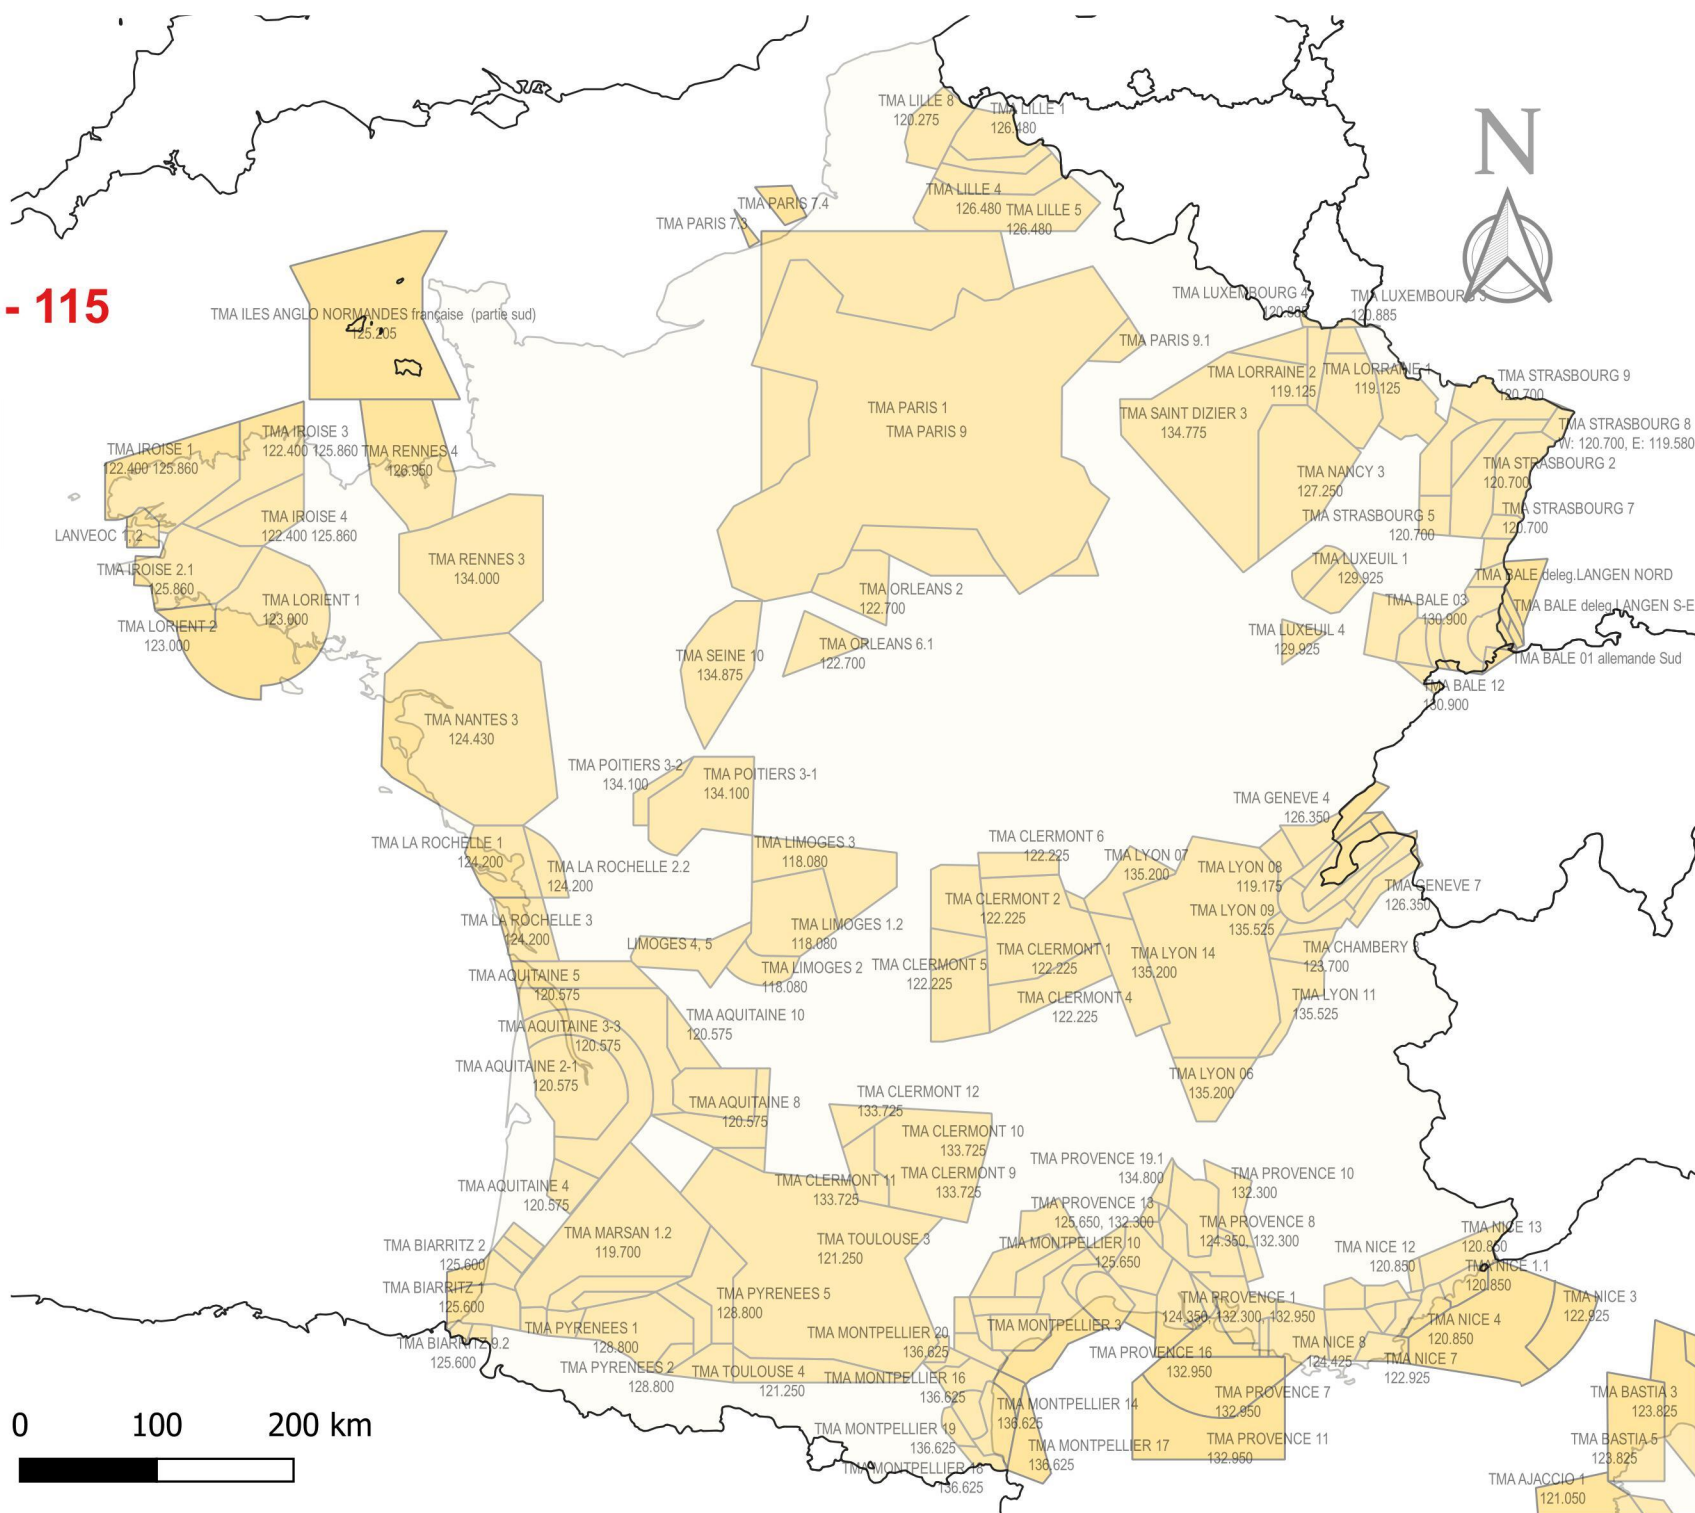 TMA LILLE 8
120.275
TMA LILLE 1
126.480
N
TMA LILLE 4
126.480
TMA LILLE 5
126.480
TMA PARIS 7.4
TMA PARIS 7.3
- 115
TMA ILES ANGLO NORMANDES française (partie sud)
125.205
TMA LUXEMBOURG 4
120.885
TMA LUXEMBOURG 3
120.885
TMA PARIS 9.1
TMA LORRAINE 2
119.125
TMA LORRAINE 1
119.125
TMA STRASBOURG 9
120.700
TMA PARIS 1
TMA PARIS 9
TMA SAINT DIZIER 3
134.775
TMA STRASBOURG 8
W: 120.700, E: 119.580
TMA IROISE 1
122.400 125.860
TMA IROISE 3
122.400 125.860
TMA RENNES 4
126.950
TMA NANCY 3
127.250
TMA STRASBOURG 2
120.700
TMA IROISE 4
122.400 125.860
LANVEOC 1, 2
TMA STRASBOURG 5
120.700
TMA STRASBOURG 7
120.700
TMA IROISE 2.1
125.860
TMA RENNES 3
134.000
TMA LUXEUIL 1
129.925
TMA BALE deleg.LANGEN NORD
TMA LORIENT 1
123.000
TMA LORIENT 2
123.000
TMA ORLEANS 2
122.700
TMA BALE 03
130.900
TMA BALE deleg.LANGEN S-E
TMA LUXEUIL 4
129.925
TMA ORLEANS 6.1
122.700
TMA SEINE 10
134.875
TMA BALE 01 allemande Sud
TMA BALE 12
130.900
TMA NANTES 3
124.430
TMA POITIERS 3-2
134.100
TMA POITIERS 3-1
134.100
TMA GENEVE 4
126.350
TMA LA ROCHELLE 1
124.200
TMA LA ROCHELLE 2.2
124.200
TMA LIMOGES 3
118.080
TMA CLERMONT 6
122.225
TMA LYON 07
135.200
TMA LYON 08
119.175
TMA GENEVE 7
126.350
TMA CLERMONT 2
122.225
TMA LYON 09
135.525
TMA LA ROCHELLE 3
124.200
LIMOGES 4, 5
TMA LIMOGES 1.2
118.080
TMA CLERMONT 1
122.225
TMA LYON 14
135.200
TMA CHAMBERY 3
123.700
TMA AQUITAINE 5
120.575
TMA LIMOGES 2
118.080
TMA CLERMONT 5
122.225
TMA CLERMONT 4
122.225
TMA LYON 11
135.525
TMA AQUITAINE 3-3
120.575
TMA AQUITAINE 10
120.575
TMA AQUITAINE 2-1
120.575
TMA LYON 06
135.200
TMA AQUITAINE 8
120.575
TMA CLERMONT 12
133.725
TMA CLERMONT 10
133.725
TMA CLERMONT 11
133.725
TMA CLERMONT 9
133.725
TMA PROVENCE 19.1
134.800
TMA PROVENCE 10
132.300
TMA AQUITAINE 4
120.575
TMA PROVENCE 13
125.650, 132.300
TMA PROVENCE 8
124.350, 132.300
TMA MARSAN 1.2
119.700
TMA TOULOUSE 3
121.250
TMA MONTPELLIER 10
125.650
TMA NICE 13
120.850
TMA NICE 12
120.850
TMA NICE 1.1
120.850
TMA BIARRITZ 2
125.600
TMA BIARRITZ 1
125.600
TMA PYRENEES 5
128.800
TMA PROVENCE 1
124.350, 132.300, 132.950
TMA NICE 3
122.925
TMA PYRENEES 1
128.800
TMA MONTPELLIER 20
136.625
TMA MONTPELLIER 3
TMA NICE 4
120.850
TMA BIARRITZ 9.2
125.600
TMA PYRENEES 2
128.800
TMA TOULOUSE 4
121.250
TMA MONTPELLIER 16
136.625
TMA PROVENCE 16
132.950
TMA NICE 8
124.425
TMA NICE 7
122.925
TMA PROVENCE 7
132.950
TMA MONTPELLIER 14
136.625
TMA BASTIA 3
123.825
0 100 200 km
TMA MONTPELLIER 19
136.625
TMA MONTPELLIER 17
136.625
TMA PROVENCE 11
132.950
TMA BASTIA 5
123.825
TMA MONTPELLIER 18
136.625
TMA AJACCIO 1
121.050